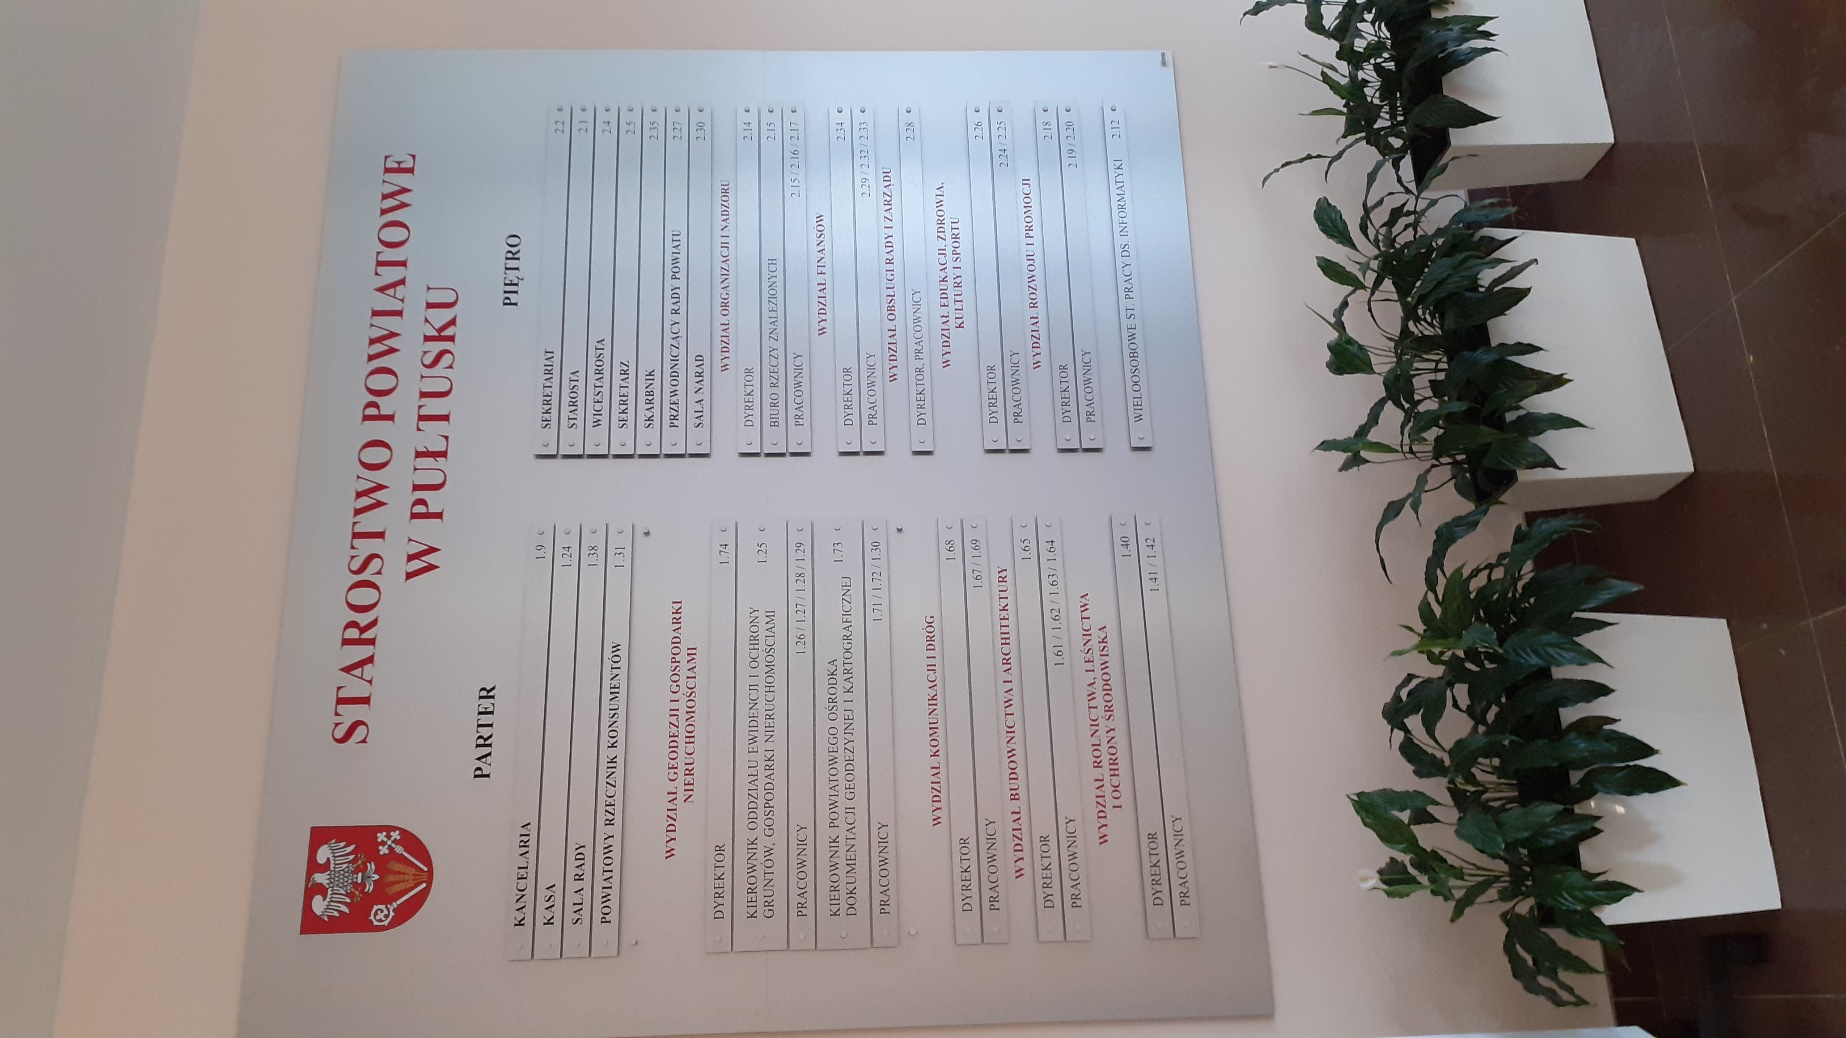 STAROSTWO POWIATOWE
W PUŁTUSKU
PARTER
KANCELARIA 1.9
KASA 1.24
SALA RADY 1.38
POWIATOWY RZECZNIK KONSUMENTÓW 1.31
WYDZIAŁ GEODEZJI I GOSPODARKI
NIERUCHOMOŚCIAMI
DYREKTOR 1.74
KIEROWNIK ODDZIAŁU EWIDENCJI I OCHRONY
GRUNTÓW, GOSPODARKI NIERUCHOMOŚCIAMI 1.25
PRACOWNICY 1.26 / 1.27 / 1.28 / 1.29
KIEROWNIK POWIATOWEGO OŚRODKA
DOKUMENTACJI GEODEZYJNEJ I KARTOGRAFICZNEJ 1.73
PRACOWNICY 1.71 / 1.72 / 1.30
WYDZIAŁ KOMUNIKACJI I DRÓG
DYREKTOR 1.68
PRACOWNICY 1.67 / 1.69
WYDZIAŁ BUDOWNICTWA I ARCHITEKTURY
DYREKTOR 1.65
PRACOWNICY 1.61 / 1.62 / 1.63 / 1.64
WYDZIAŁ ROLNICTWA, LEŚNICTWA
I OCHRONY ŚRODOWISKA
DYREKTOR 1.40
PRACOWNICY 1.41 / 1.42
PIĘTRO
SEKRETARIAT 2.2
STAROSTA 2.1
WICESTAROSTA 2.4
SEKRETARZ 2.5
SKARBNIK 2.35
PRZEWODNICZĄCY RADY POWIATU 2.27
SALA NARAD 2.30
WYDZIAŁ ORGANIZACJI I NADZORU
DYREKTOR 2.14
BIURO RZECZY ZNALEZIONYCH 2.15
PRACOWNICY 2.15 / 2.16 / 2.17
WYDZIAŁ FINANSÓW
DYREKTOR 2.34
PRACOWNICY 2.29 / 2.32 / 2.33
WYDZIAŁ OBSŁUGI RADY I ZARZĄDU
DYREKTOR, PRACOWNICY 2.28
WYDZIAŁ EDUKACJI, ZDROWIA,
KULTURY I SPORTU
DYREKTOR 2.26
PRACOWNICY 2.24 / 2.25
WYDZIAŁ ROZWOJU I PROMOCJI
DYREKTOR 2.18
PRACOWNICY 2.19 / 2.20
WIELOOSOBOWE ST. PRACY DS. INFORMATYKI 2.12